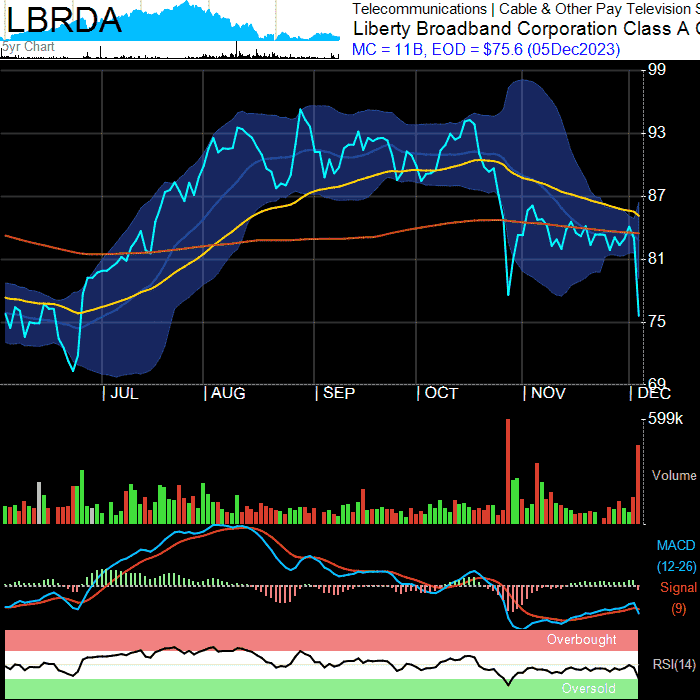 LBRDA
5yr Chart
Telecommunications | Cable & Other Pay Television S
Liberty Broadband Corporation Class A C
MC = 11B, EOD = $75.6 (05Dec2023)
99
93
87
81
75
69
| JUL | AUG | SEP | OCT | NOV | DEC
599k
Volume
MACD
(12-26)
Signal
(9)
Overbought
RSI(14)
Oversold